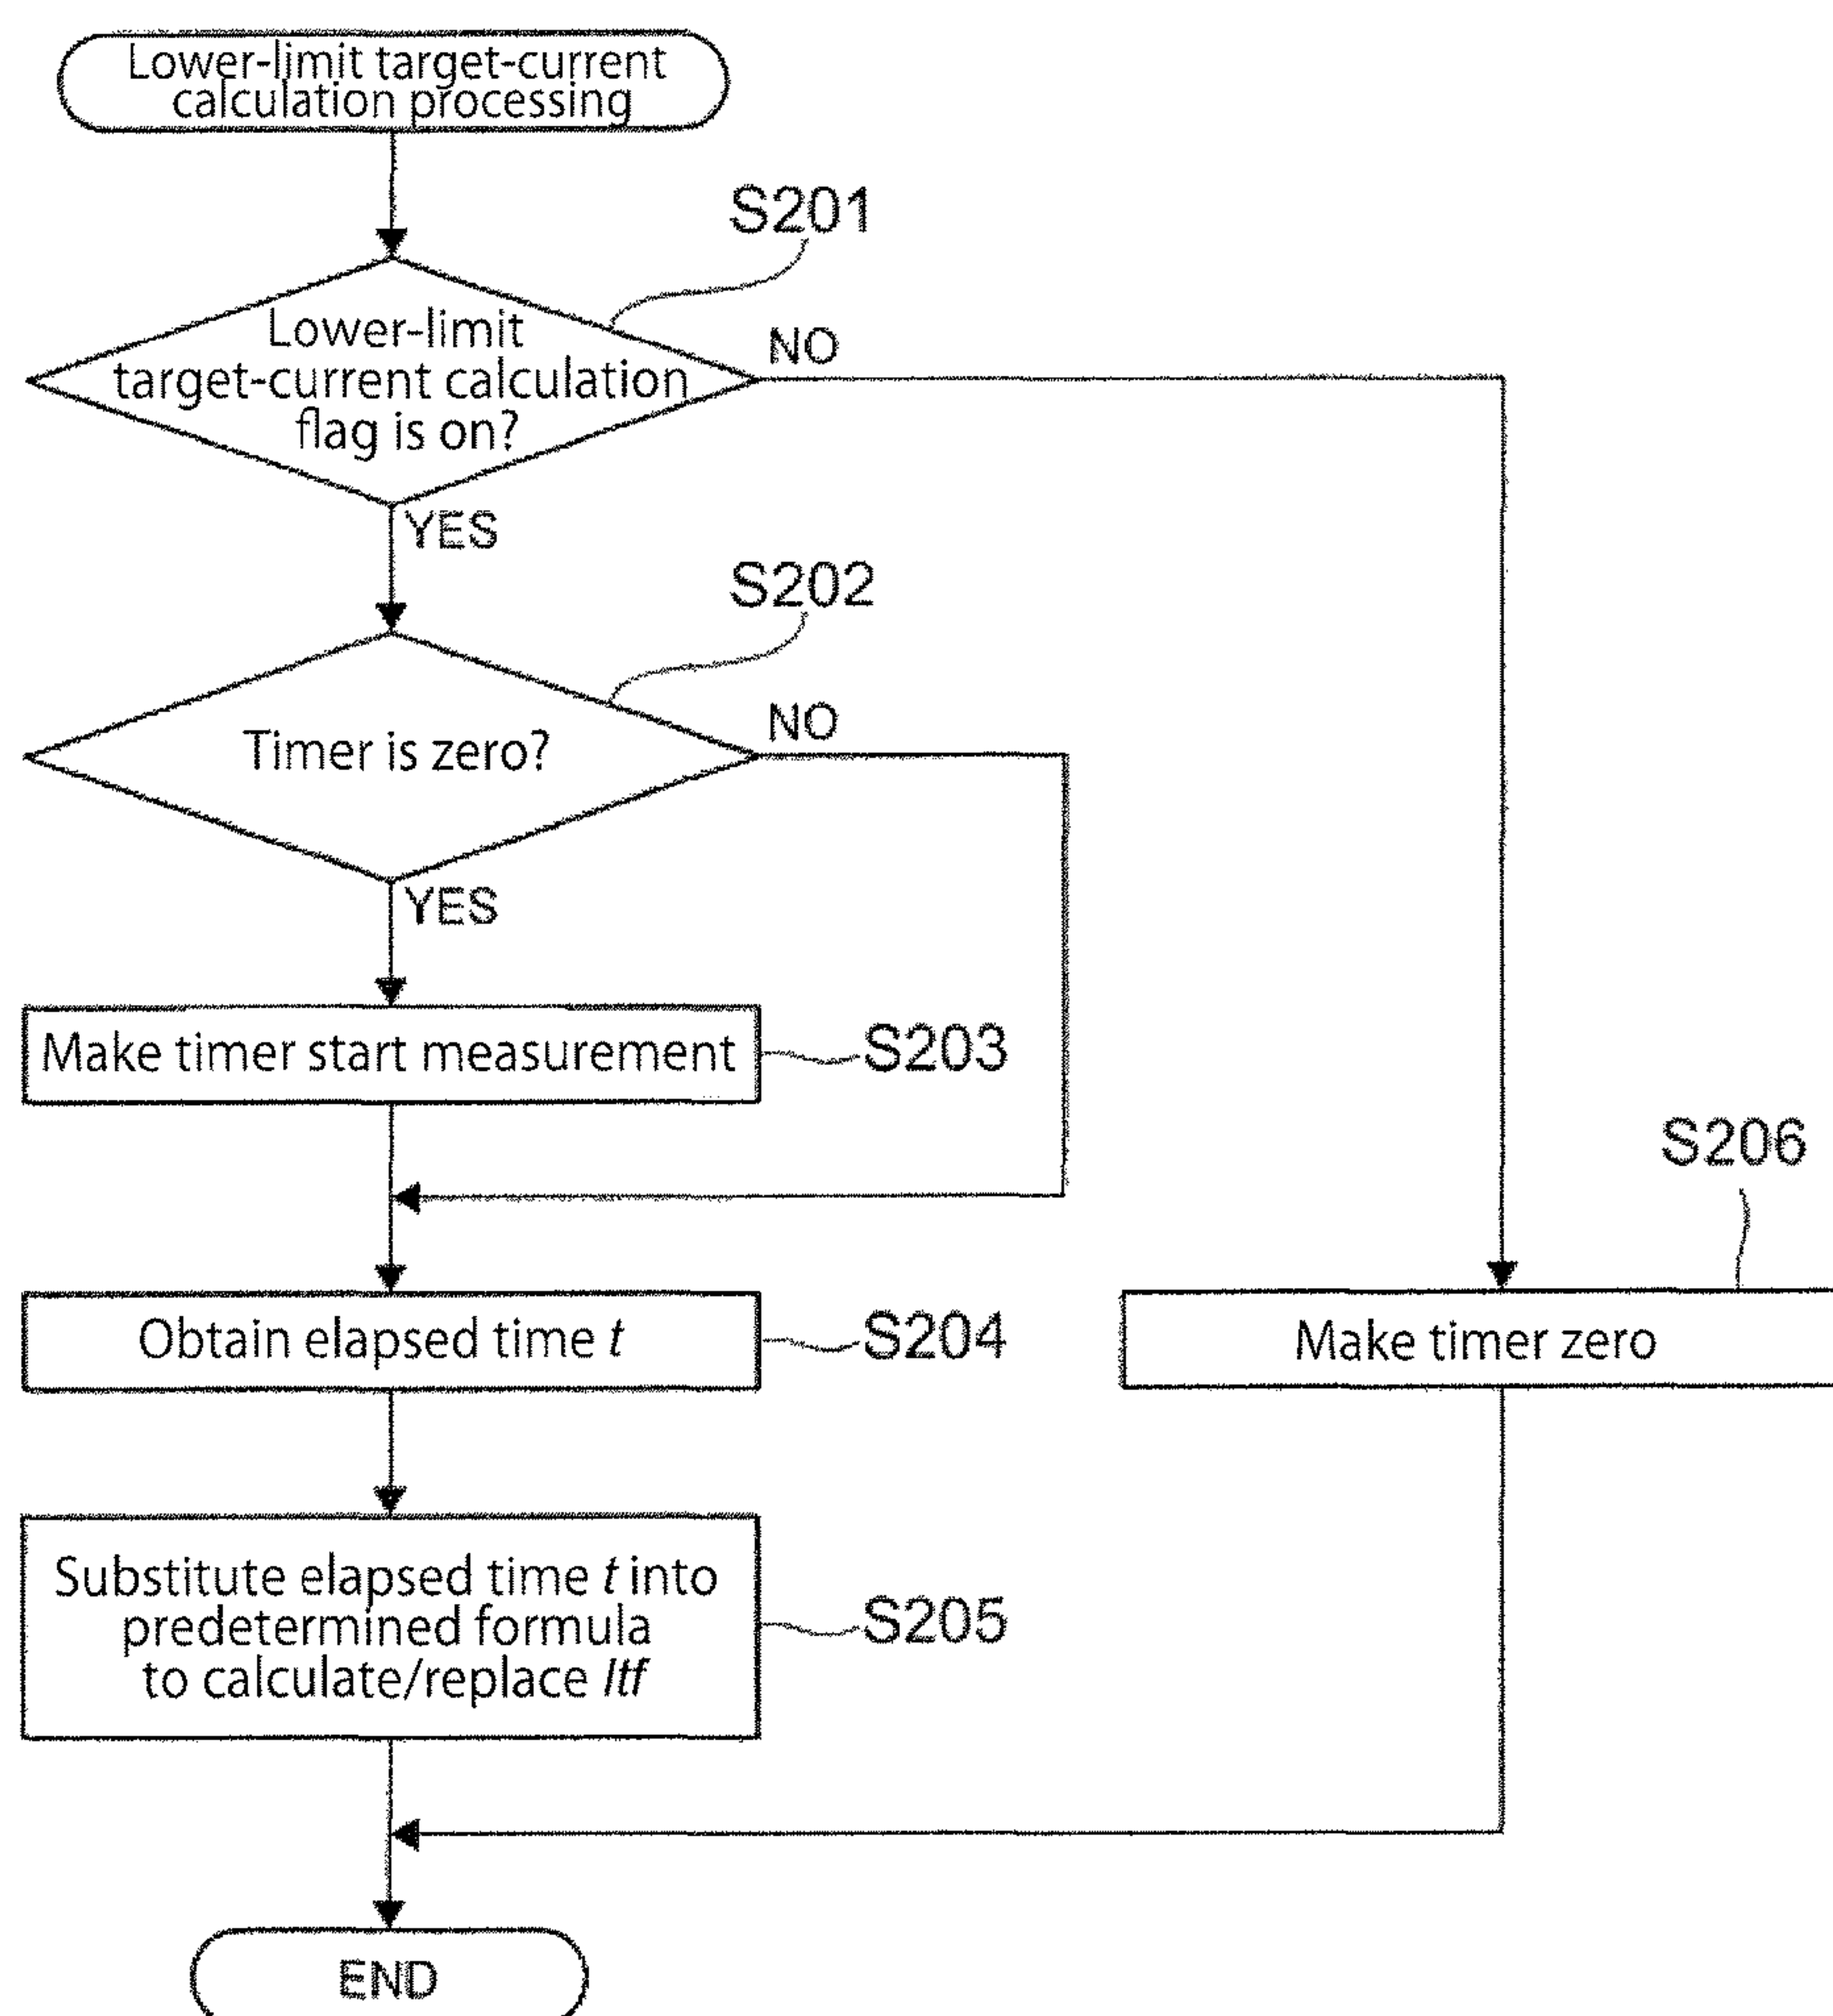 Lower-limit target-current
calculation processing
S201
Lower-limit
target-current calculation
flag is on?
NO
YES
S202
Timer is zero?
NO
YES
Make timer start measurement
S203
S206
Obtain elapsed time t
S204
Make timer zero
Substitute elapsed time t into
predetermined formula
to calculate/replace Itf
S205
END